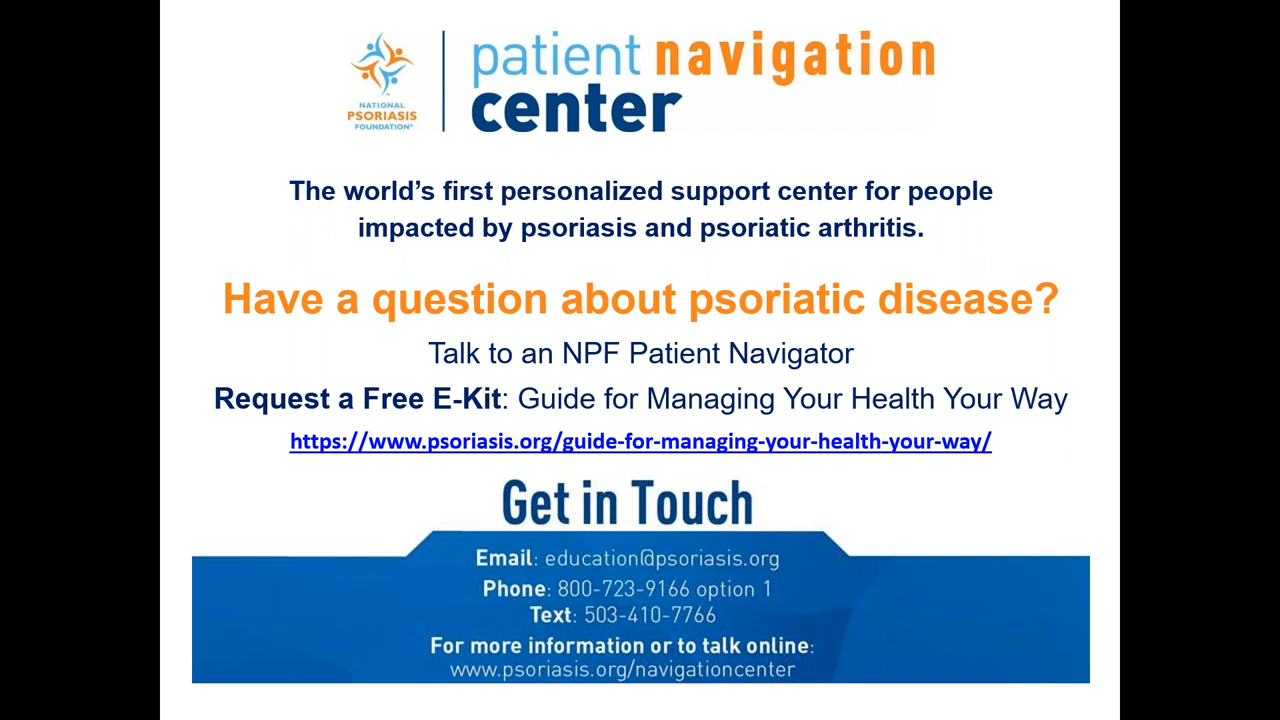 NATIONAL
PSORIASIS
FOUNDATION®
patient navigation
center
The world’s first personalized support center for people
impacted by psoriasis and psoriatic arthritis.
Have a question about psoriatic disease?
Talk to an NPF Patient Navigator
Request a Free E-Kit: Guide for Managing Your Health Your Way
https://www.psoriasis.org/guide-for-managing-your-health-your-way/
Get in Touch
Email: education@psoriasis.org
Phone: 800-723-9166 option 1
Text: 503-410-7766
For more information or to talk online:
www.psoriasis.org/navigationcenter